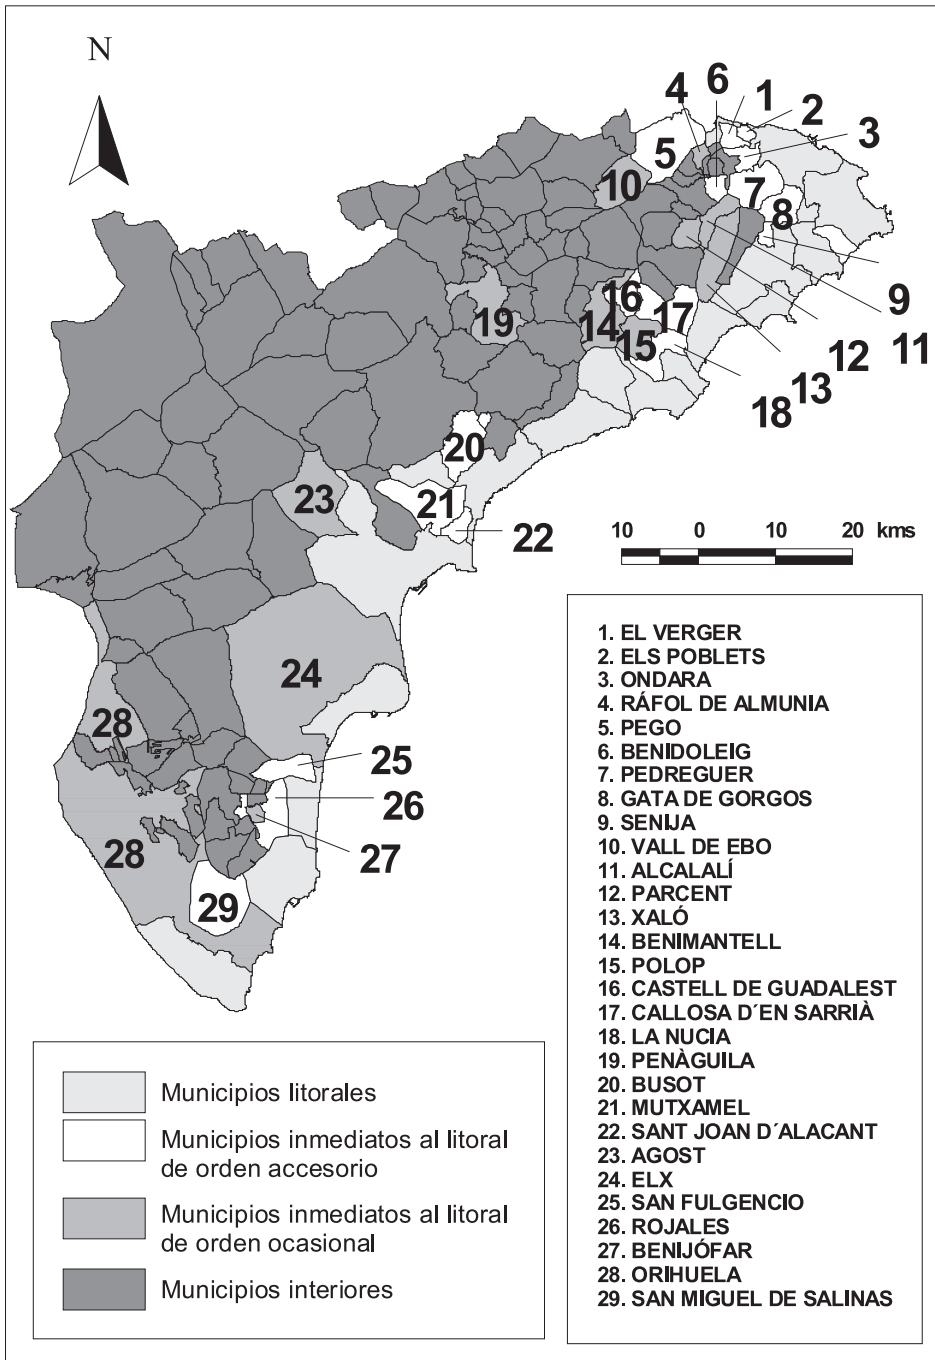 N
6
1
4
2
3
5
10
7
8
16
9
19
14
17
15
12
11
13
18
20
23
21
22
10 0 10 20 kms
24
28
25
26
28
27
29
1. EL VERGER
2. ELS POBLETS
3. ONDARA
4. RÁFOL DE ALMUNIA
5. PEGO
6. BENIDOLEIG
7. PEDREGUER
8. GATA DE GORGOS
9. SENIJA
10. VALL DE EBO
11. ALCALALÍ
12. PARCENT
13. XALÓ
14. BENIMANTELL
15. POLOP
16. CASTELL DE GUADALEST
17. CALLOSA D´EN SARRIÀ
18. LA NUCIA
19. PENÀGUILA
20. BUSOT
21. MUTXAMEL
22. SANT JOAN D´ALACANT
23. AGOST
24. ELX
25. SAN FULGENCIO
26. ROJALES
27. BENIJÓFAR
28. ORIHUELA
29. SAN MIGUEL DE SALINAS
Municipios litorales
Municipios inmediatos al litoral
de orden accesorio
Municipios inmediatos al litoral
de orden ocasional
Municipios interiores